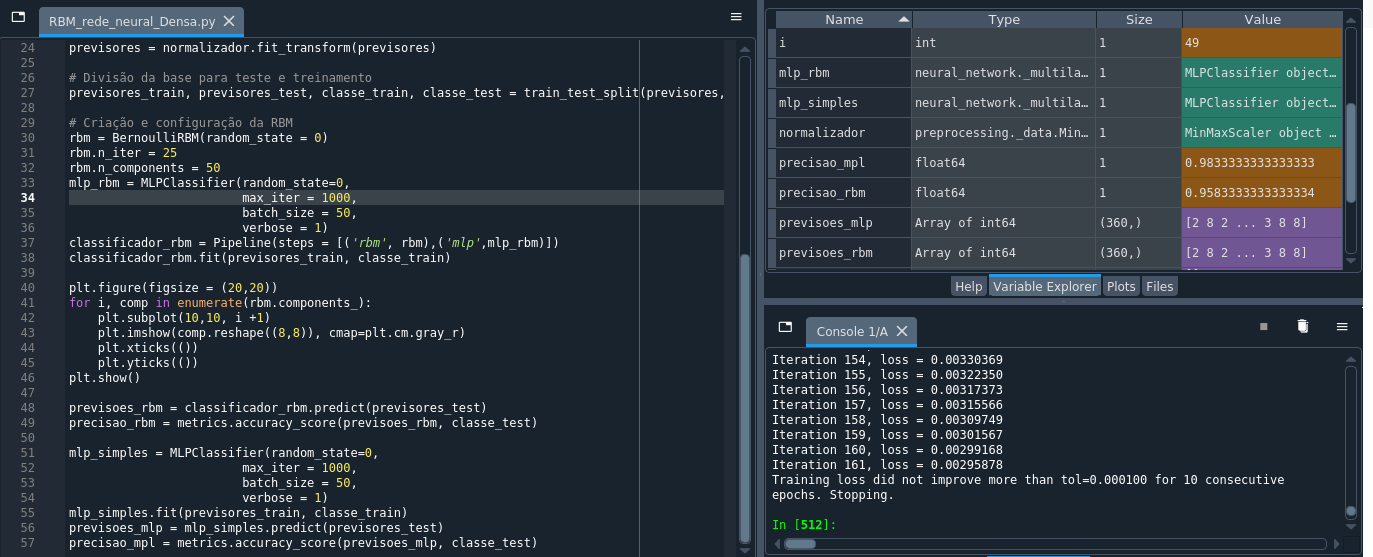 RBM_rede_neural_Densa.py
24 previsores = normalizador.fit_transform(previsores)
25
26 # Divisão da base para teste e treinamento
27 previsores_train, previsores_test, classe_train, classe_test = train_test_split(previsores,
28
29 # Criação e configuração da RBM
30 rbm = BernoulliRBM(random_state = 0)
31 rbm.n_iter = 25
32 rbm.n_components = 50
33 mlp_rbm = MLPClassifier(random_state=0,
34                         max_iter = 1000,
35                         batch_size = 50,
36                         verbose = 1)
37 classificador_rbm = Pipeline(steps = [('rbm', rbm),('mlp',mlp_rbm)])
38 classificador_rbm.fit(previsores_train, classe_train)
39
40 plt.figure(figsize = (20,20))
41 for i, comp in enumerate(rbm.components_):
42     plt.subplot(10,10, i +1)
43     plt.imshow(comp.reshape((8,8)), cmap=plt.cm.gray_r)
44     plt.xticks(())
45     plt.yticks(())
46 plt.show()
47
48 previsoes_rbm = classificador_rbm.predict(previsores_test)
49 precisao_rbm = metrics.accuracy_score(previsoes_rbm, classe_test)
50
51 mlp_simples = MLPClassifier(random_state=0,
52                         max_iter = 1000,
53                         batch_size = 50,
54                         verbose = 1)
55 mlp_simples.fit(previsores_train, classe_train)
56 previsoes_mlp = mlp_simples.predict(previsores_test)
57 precisao_mpl = metrics.accuracy_score(previsoes_mlp, classe_test)
Name Type Size Value
i int 1 49
mlp_rbm neural_network._multila… 1 MLPClassifier object…
mlp_simples neural_network._multila… 1 MLPClassifier object…
normalizador preprocessing._data.Min… 1 MinMaxScaler object …
precisao_mpl float64 1 0.9833333333333333
precisao_rbm float64 1 0.9583333333333334
previsoes_mlp Array of int64 (360,) [2 8 2 ... 3 8 8]
previsoes_rbm Array of int64 (360,) [2 8 2 ... 3 8 8]
Help Variable Explorer Plots Files
Console 1/A
Iteration 154, loss = 0.00330369
Iteration 155, loss = 0.00322350
Iteration 156, loss = 0.00317373
Iteration 157, loss = 0.00315566
Iteration 158, loss = 0.00309749
Iteration 159, loss = 0.00301567
Iteration 160, loss = 0.00299168
Iteration 161, loss = 0.00295878
Training loss did not improve more than tol=0.000100 for 10 consecutive
epochs. Stopping.
In [512]: